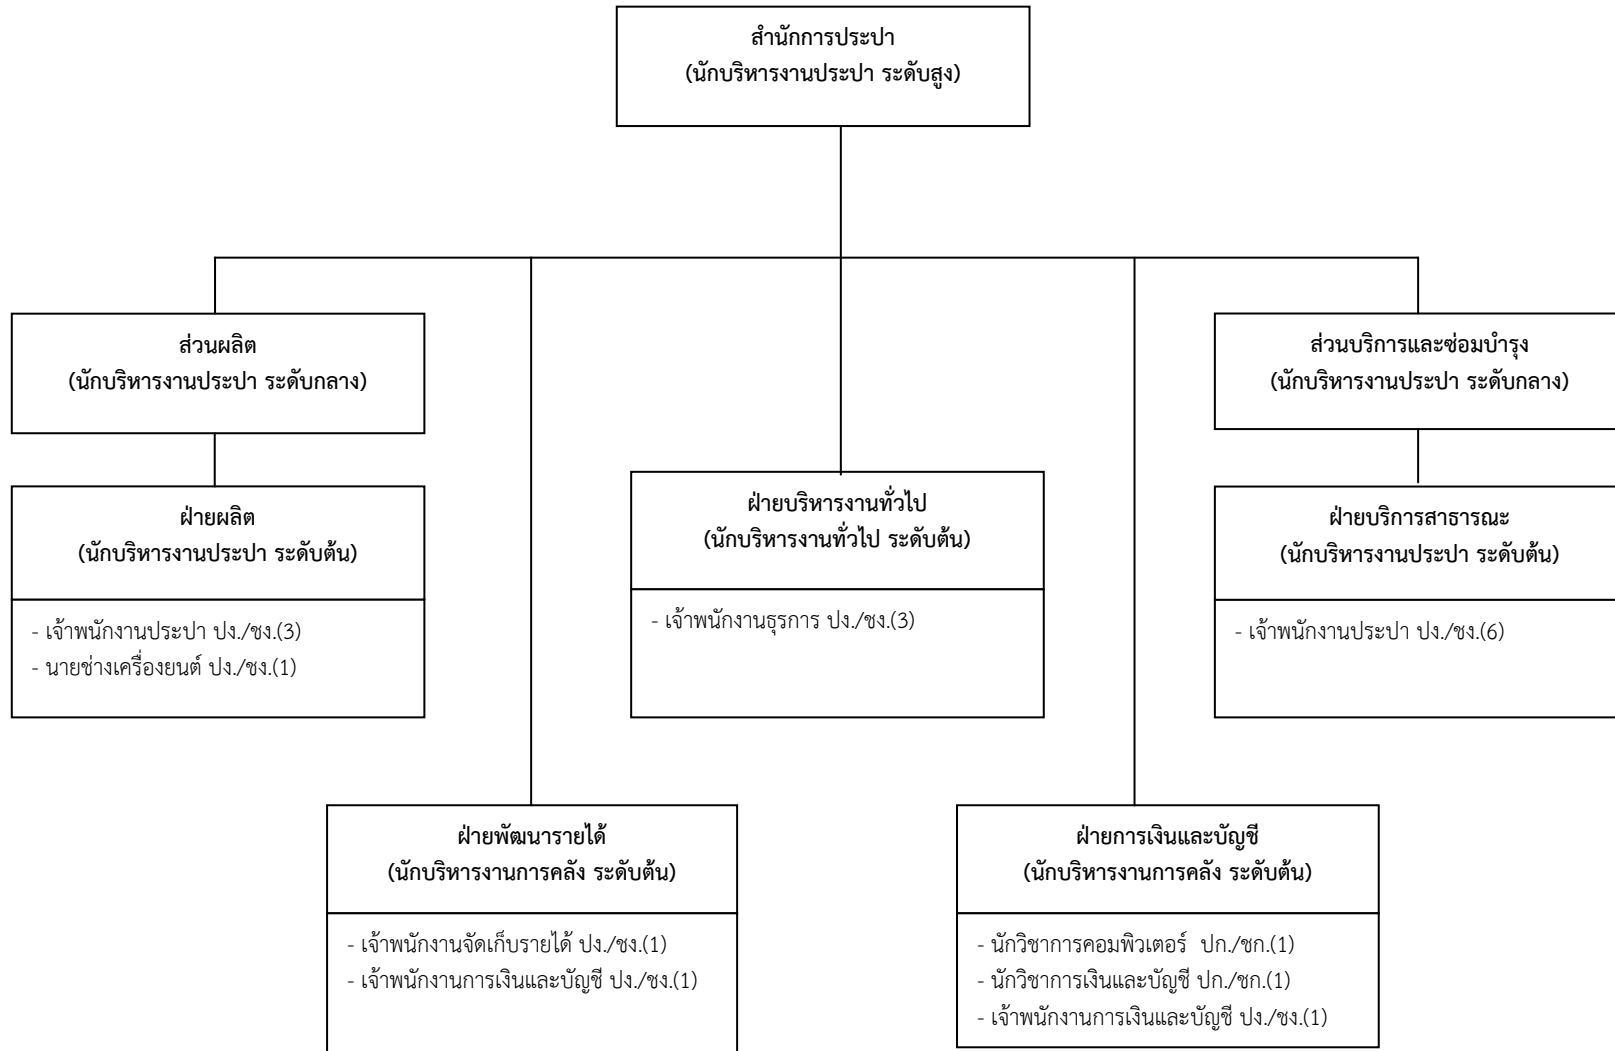 สำนักการประปา
(นักบริหารงานประปา ระดับสูง)
ส่วนผลิต
(นักบริหารงานประปา ระดับกลาง)
ส่วนบริการและซ่อมบำรุง
(นักบริหารงานประปา ระดับกลาง)
ฝ่ายผลิต
(นักบริหารงานประปา ระดับต้น)
- เจ้าพนักงานประปา ปง./ชง.(3)
- นายช่างเครื่องยนต์ ปง./ชง.(1)
ฝ่ายบริหารงานทั่วไป
(นักบริหารงานทั่วไป ระดับต้น)
- เจ้าพนักงานธุรการ ปง./ชง.(3)
ฝ่ายบริการสาธารณะ
(นักบริหารงานประปา ระดับต้น)
- เจ้าพนักงานประปา ปง./ชง.(6)
ฝ่ายพัฒนารายได้
(นักบริหารงานการคลัง ระดับต้น)
- เจ้าพนักงานจัดเก็บรายได้ ปง./ชง.(1)
- เจ้าพนักงานการเงินและบัญชี ปง./ชง.(1)
ฝ่ายการเงินและบัญชี
(นักบริหารงานการคลัง ระดับต้น)
- นักวิชาการคอมพิวเตอร์ ปก./ชก.(1)
- นักวิชาการเงินและบัญชี ปก./ชก.(1)
- เจ้าพนักงานการเงินและบัญชี ปง./ชง.(1)